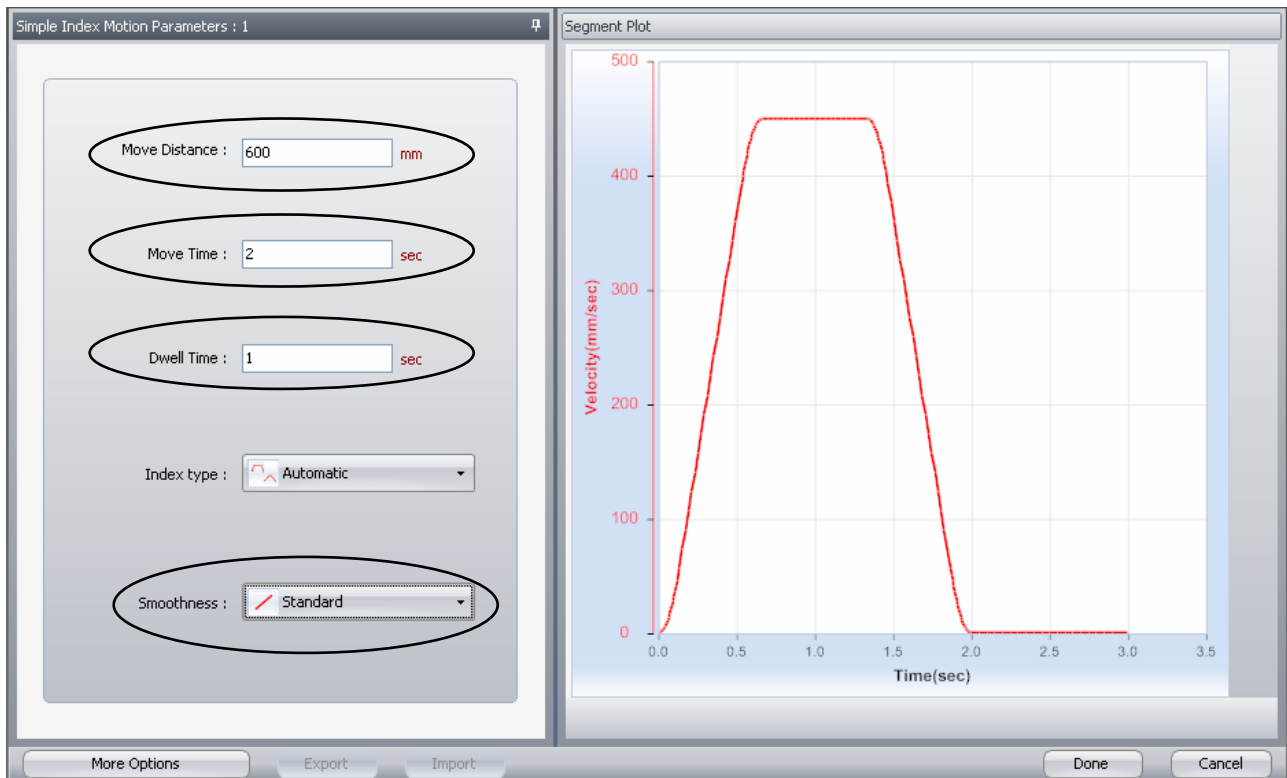 Simple Index Motion Parameters : 1
Move Distance : 600 mm
Move Time : 2 sec
Dwell Time : 1 sec
Index type : Automatic
Smoothness : Standard
Segment Plot
500
400
300
200
100
0
Velocity(mm/sec)
0.0 0.5 1.0 1.5 2.0 2.5 3.0 3.5
Time(sec)
More Options Export Import Done Cancel